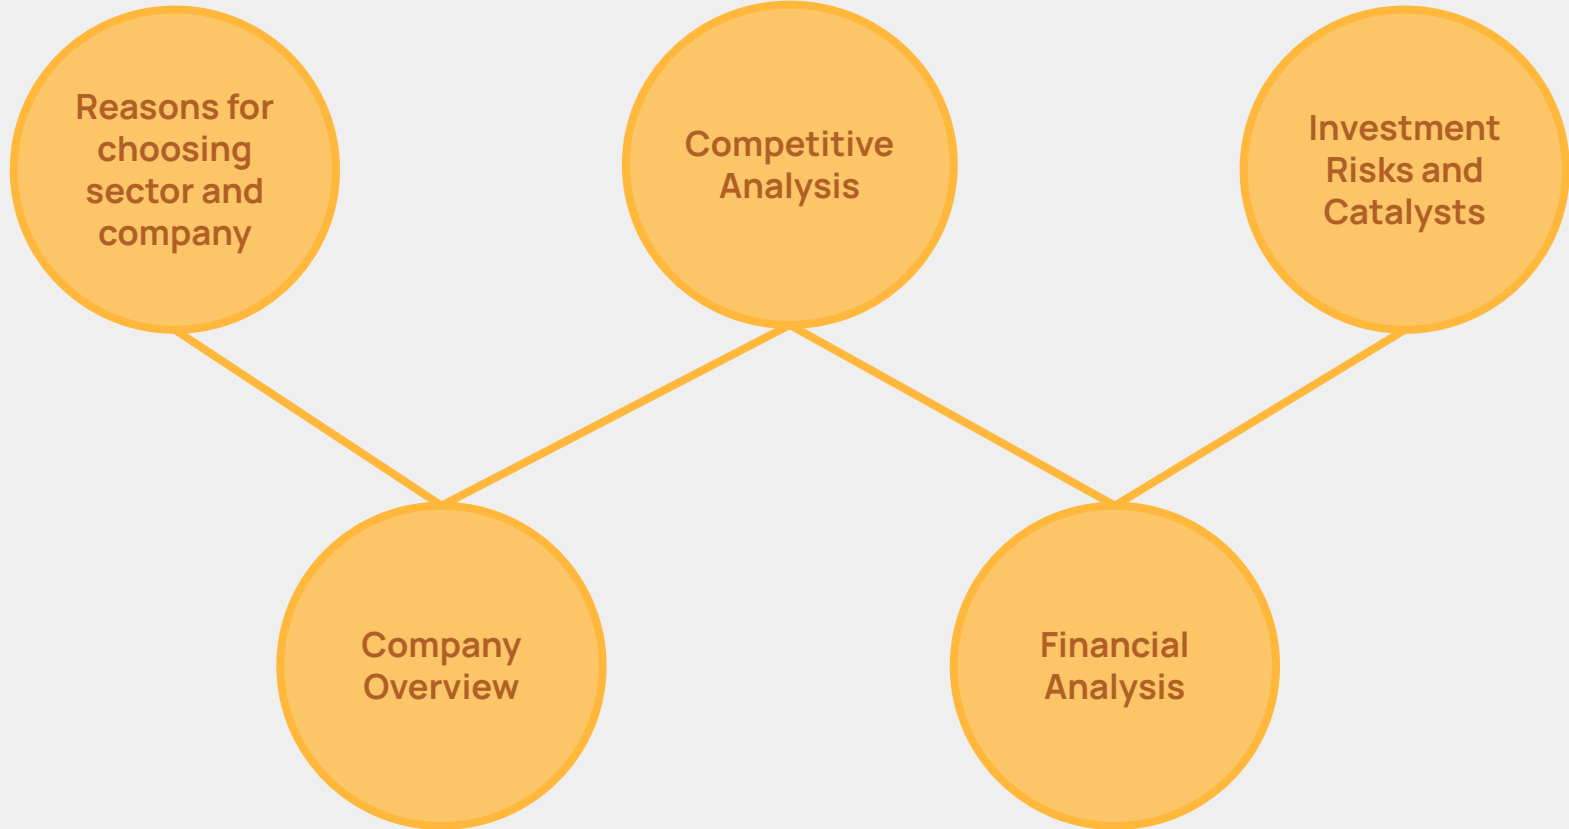 Reasons for
choosing
sector and
company
Competitive
Analysis
Investment
Risks and
Catalysts
Company
Overview
Financial
Analysis